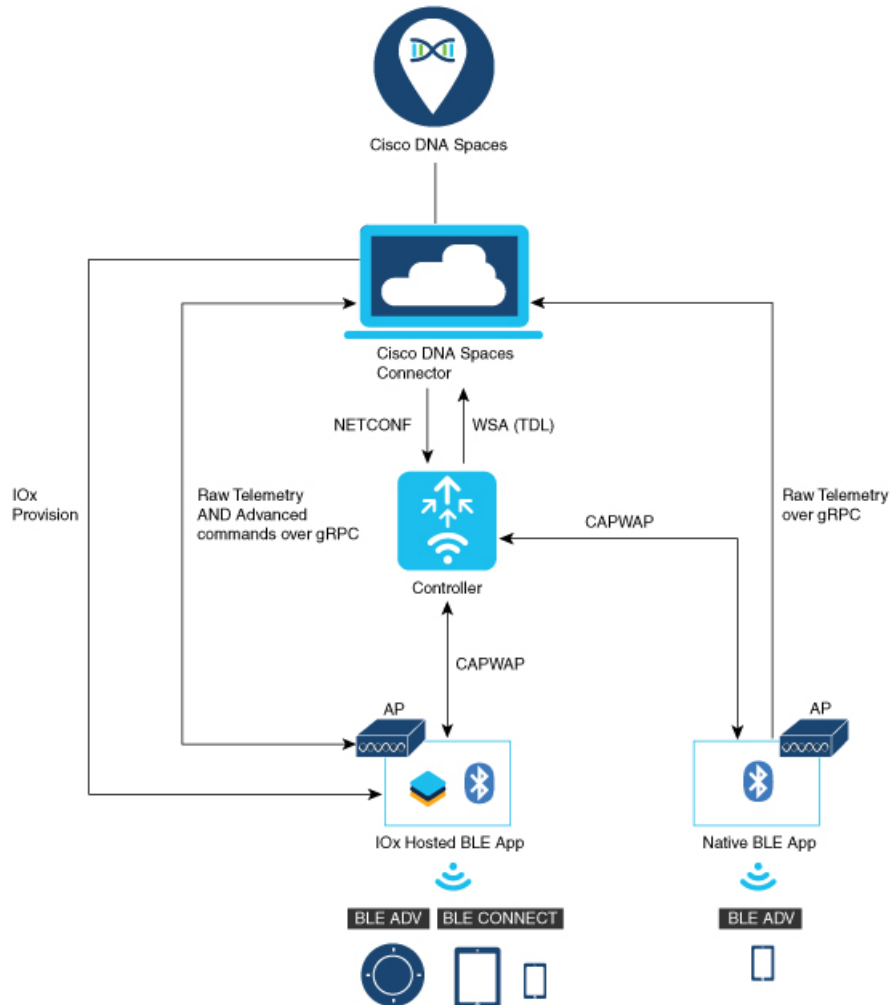 Cisco DNA Spaces
Cisco DNA Spaces
Connector
NETCONF
WSA (TDL)
IOx
Provision
Raw Telemetry
AND Advanced
commands over gRPC
CAPWAP
Raw Telemetry
over gRPC
Controller
CAPWAP
AP
AP
IOx Hosted BLE App
Native BLE App
BLE ADV
BLE CONNECT
BLE ADV